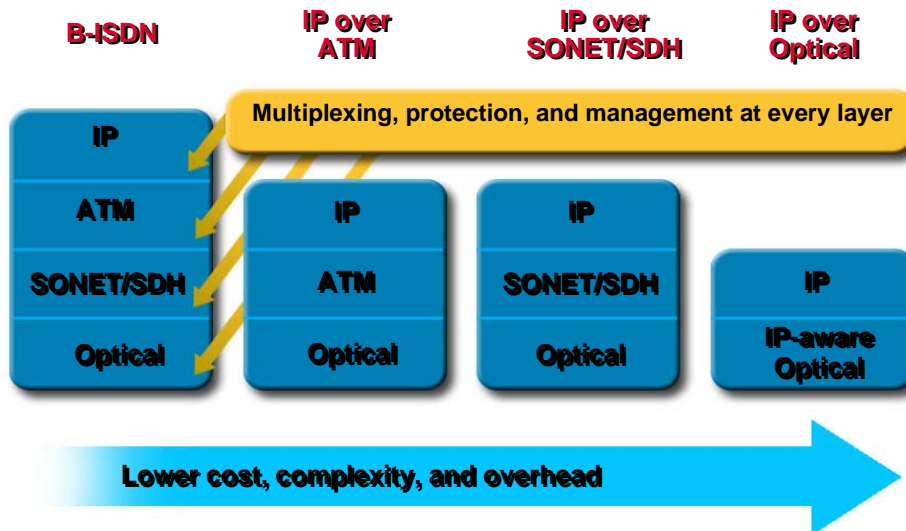 B-ISDN
IP over
ATM
IP over
SONET/SDH
IP over
Optical
Multiplexing, protection, and management at every layer
IP
ATM
SONET/SDH
Optical
IP
ATM
Optical
IP
SONET/SDH
Optical
IP
IP-aware
Optical
Lower cost, complexity, and overhead